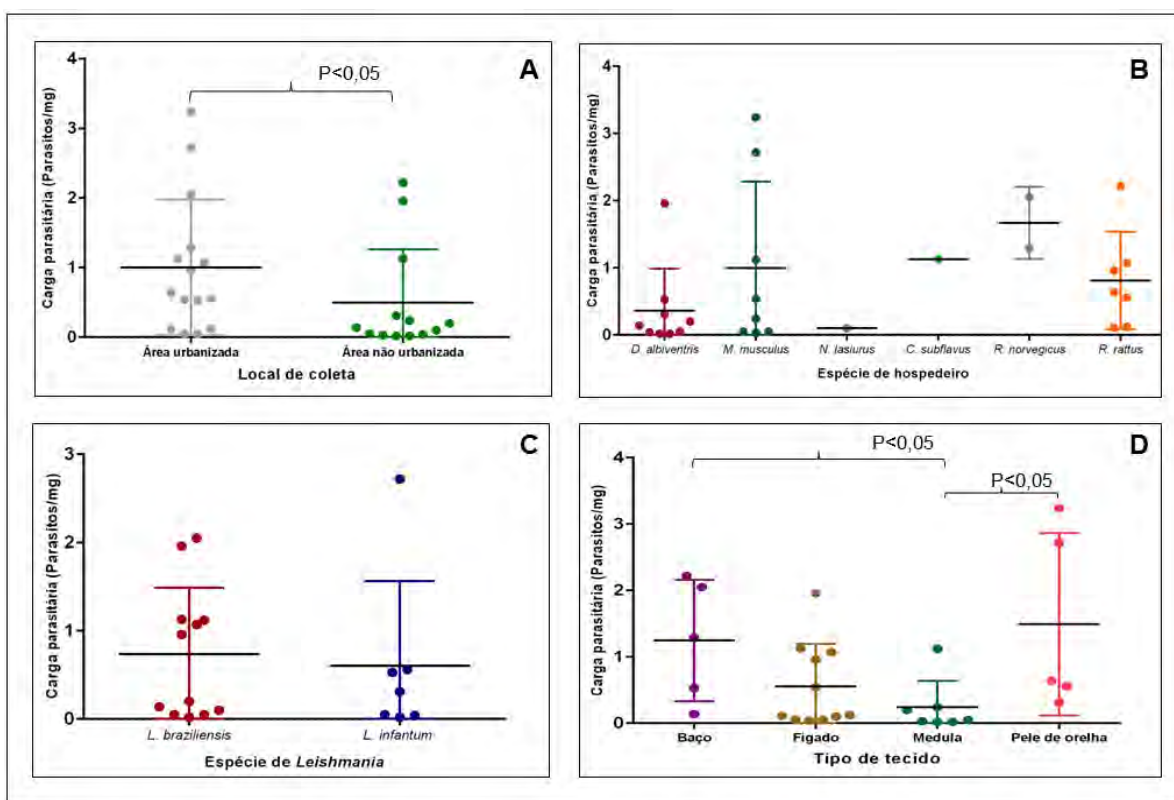 A
Carga parasitária (Parasitos/mg)
4
3
2
1
0
P<0,05
Área urbanizada Área não urbanizada
Local de coleta
B
Carga parasitária (Parasitos/mg)
4
3
2
1
0
D. albiventris M. musculus N. lasiurus C. subflavus R. norvegicus R. rattus
Espécie de hospedeiro
C
Carga parasitária (Parasitos/mg)
3
2
1
0
L. braziliensis L. infantum
Espécie de Leishmania
D
Carga parasitária (Parasitos/mg)
4
3
2
1
0
P<0,05
P<0,05
Baço Fígado Medula Pele de orelha
Tipo de tecido